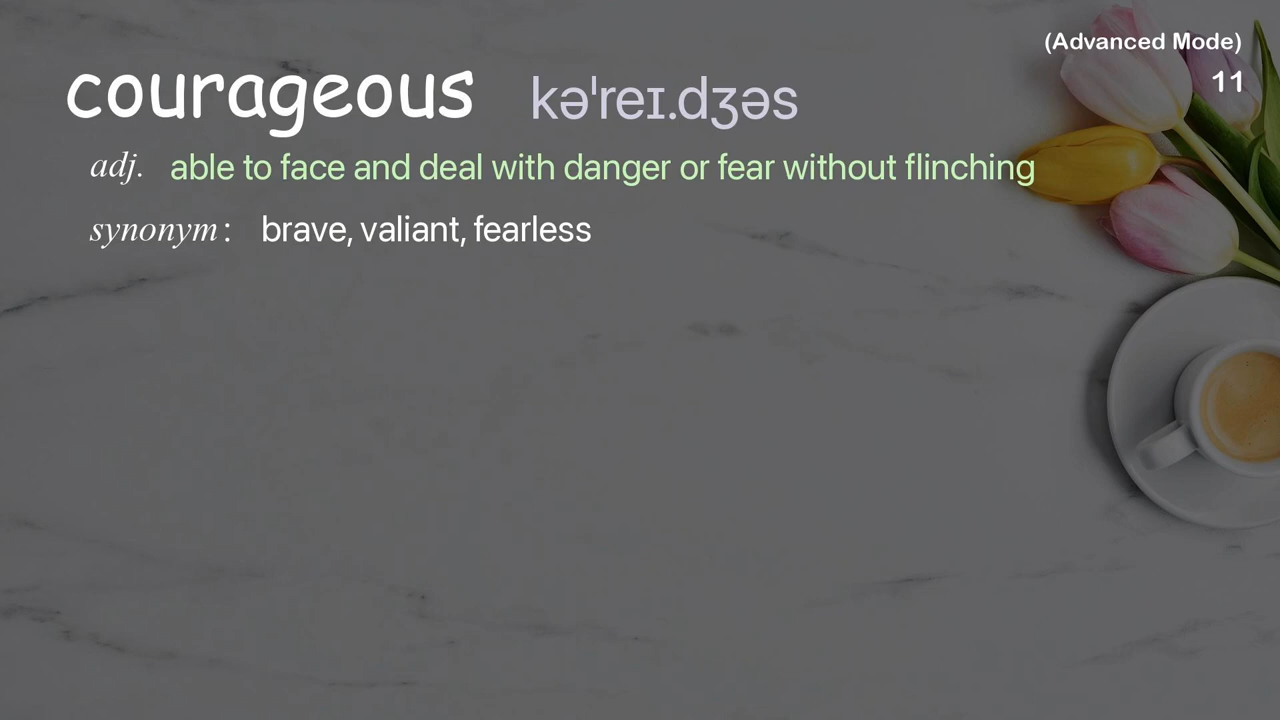 (Advanced Mode)
11
courageous kəˈreɪ.dʒəs
adj. able to face and deal with danger or fear without flinching
synonym: brave, valiant, fearless